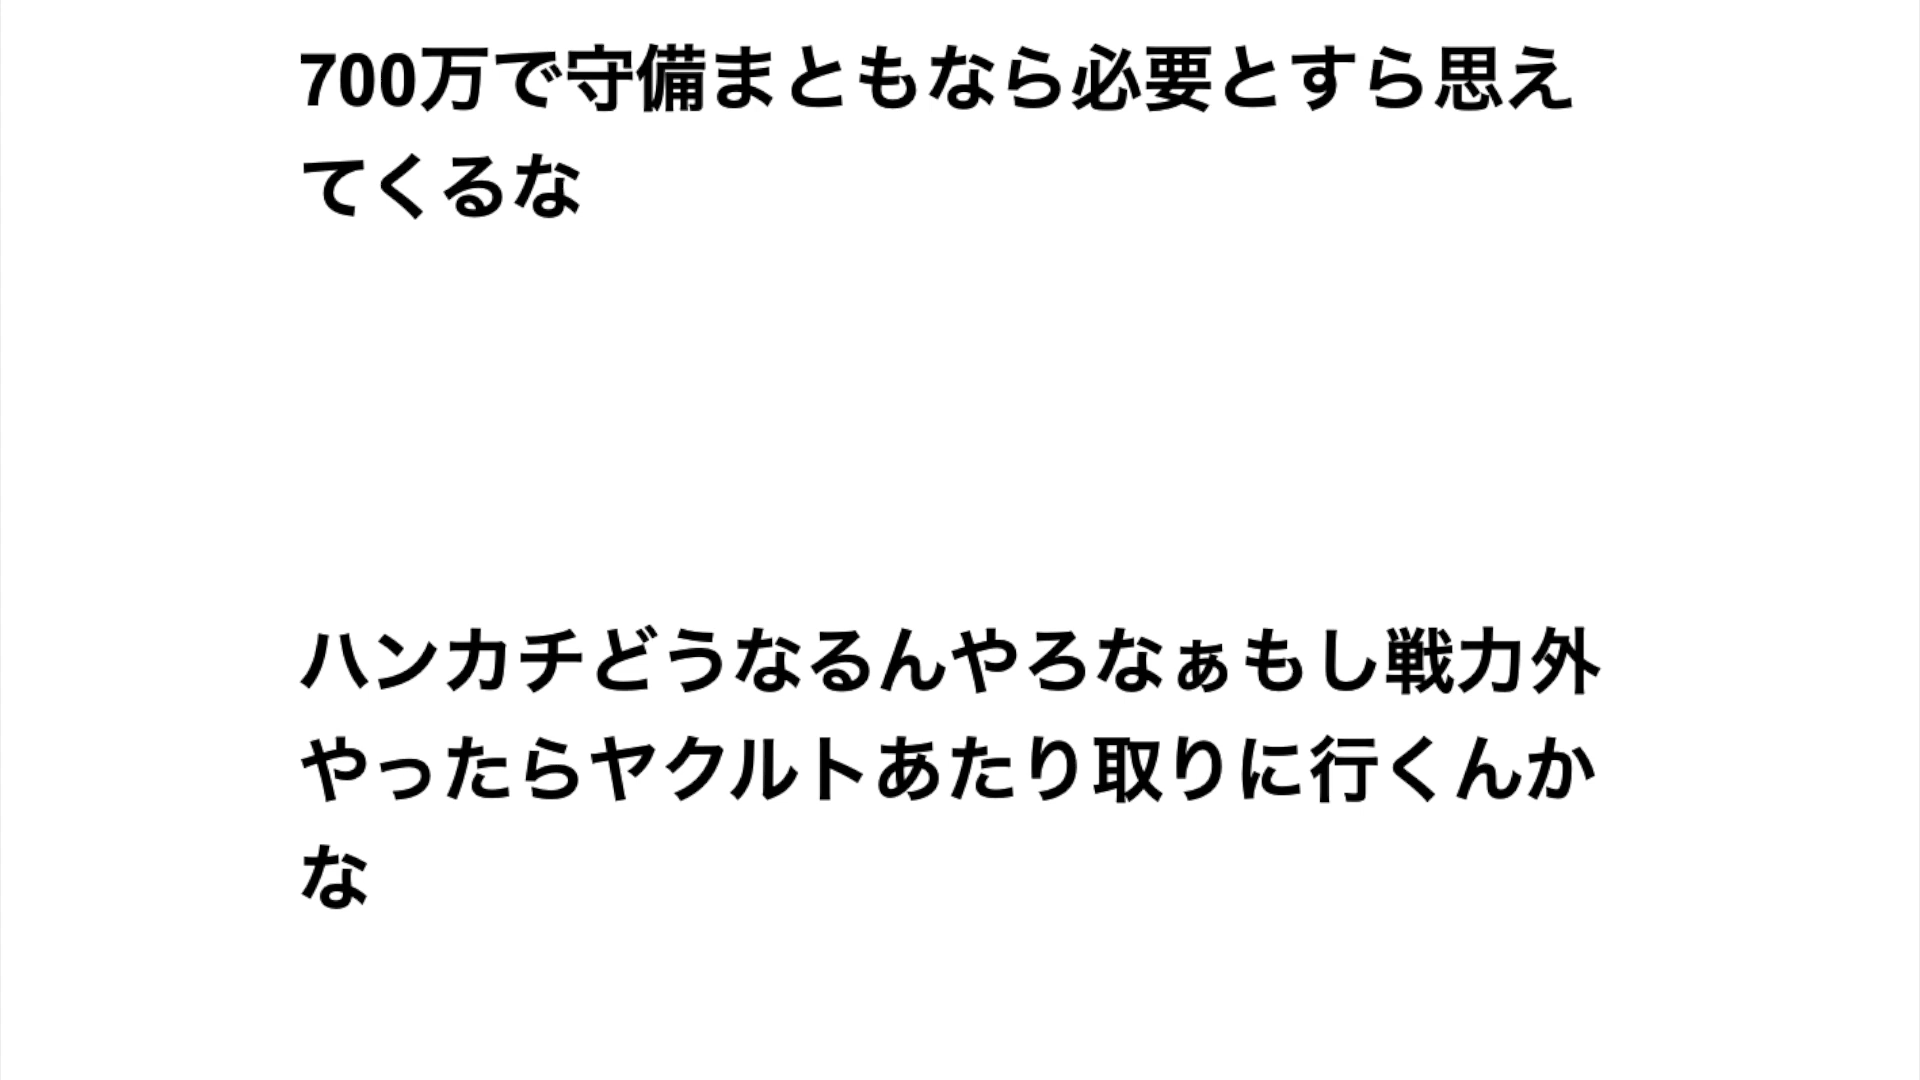 700万で守備まともなら必要とすら思え
てくるな
ハンカチどうなるんやろなぁもし戦力外
やったらヤクルトあたり取りに行くんか
な